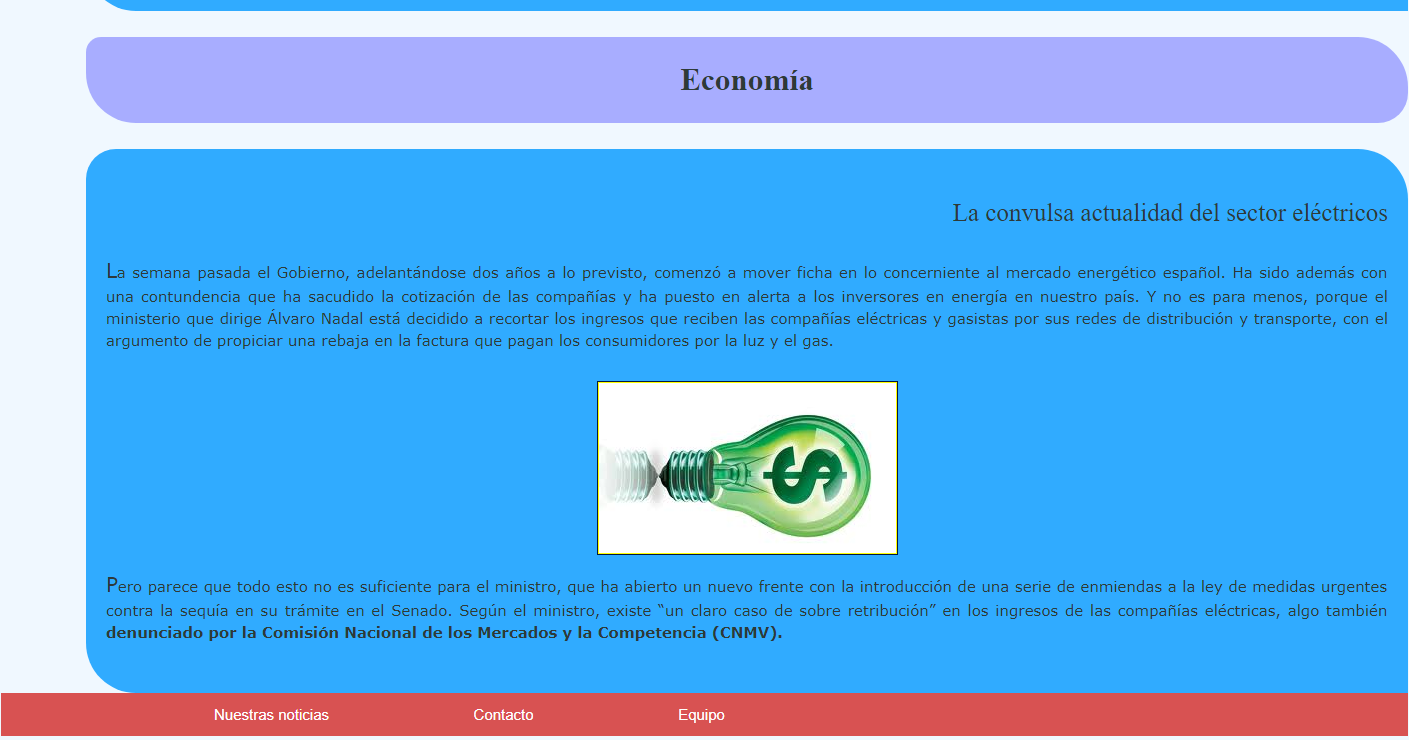 Economía
La convulsa actualidad del sector eléctricos
La semana pasada el Gobierno, adelantándose dos años a lo previsto, comenzó a mover ficha en lo concerniente al mercado energético español. Ha sido además con
una contundencia que ha sacudido la cotización de las compañías y ha puesto en alerta a los inversores en energía en nuestro país. Y no es para menos, porque el
ministerio que dirige Álvaro Nadal está decidido a recortar los ingresos que reciben las compañías eléctricas y gasistas por sus redes de distribución y transporte, con el
argumento de propiciar una rebaja en la factura que pagan los consumidores por la luz y el gas.
$
Pero parece que todo esto no es suficiente para el ministro, que ha abierto un nuevo frente con la introducción de una serie de enmiendas a la ley de medidas urgentes
contra la sequía en su trámite en el Senado. Según el ministro, existe “un claro caso de sobre retribución” en los ingresos de las compañías eléctricas, algo también
denunciado por la Comisión Nacional de los Mercados y la Competencia (CNMV).
Nuestras noticias Contacto Equipo